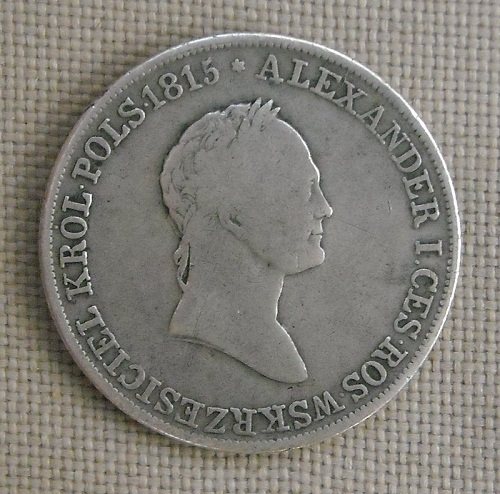 ALEXANDER I. CES. ROS. WSKRZESICIEL KROL. POLS. 1815 *